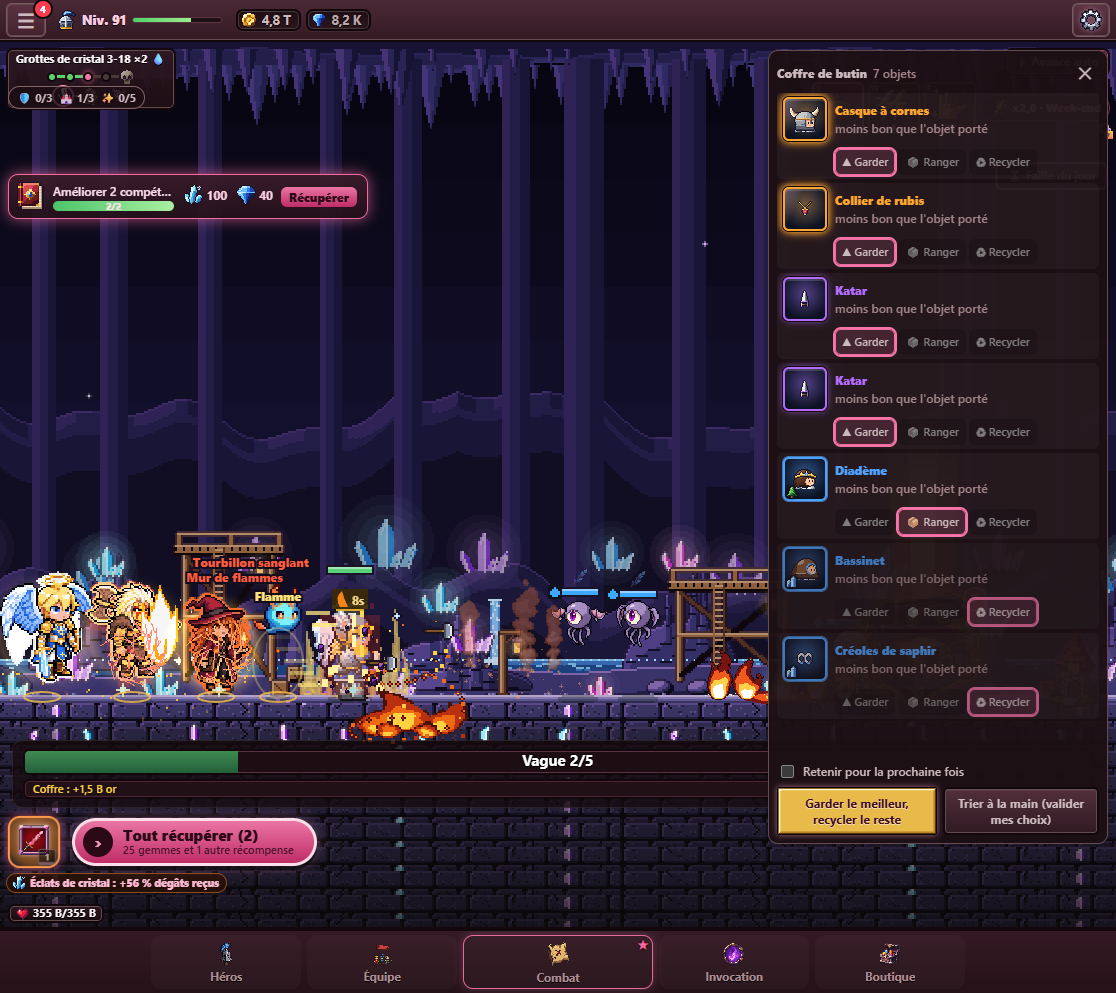 4
Niv. 91
4,8 T
8,2 K
Grottes de cristal 3-18 ×2
0/3
1/3
0/5
Améliorer 2 compét...
2/2
100
40
Récupérer
Coffre de butin 7 objets
Casque à cornes
moins bon que l'objet porté
Garder
Ranger
Recycler
Collier de rubis
moins bon que l'objet porté
Garder
Ranger
Recycler
Katar
moins bon que l'objet porté
Garder
Ranger
Recycler
Katar
moins bon que l'objet porté
Garder
Ranger
Recycler
Diadème
moins bon que l'objet porté
Garder
Ranger
Recycler
Bassinet
moins bon que l'objet porté
Garder
Ranger
Recycler
Créoles de saphir
moins bon que l'objet porté
Garder
Ranger
Recycler
Retenir pour la prochaine fois
Garder le meilleur,
recycler le reste
Trier à la main (valider
mes choix)
Tourbillon sanglant
Mur de flammes
Flamme
8s
Vague 2/5
Coffre : +1,5 B or
1
Tout récupérer (2)
25 gemmes et 1 autre récompense
Éclats de cristal : +56 % dégâts reçus
355 B/355 B
Héros
Équipe
Combat
Invocation
Boutique